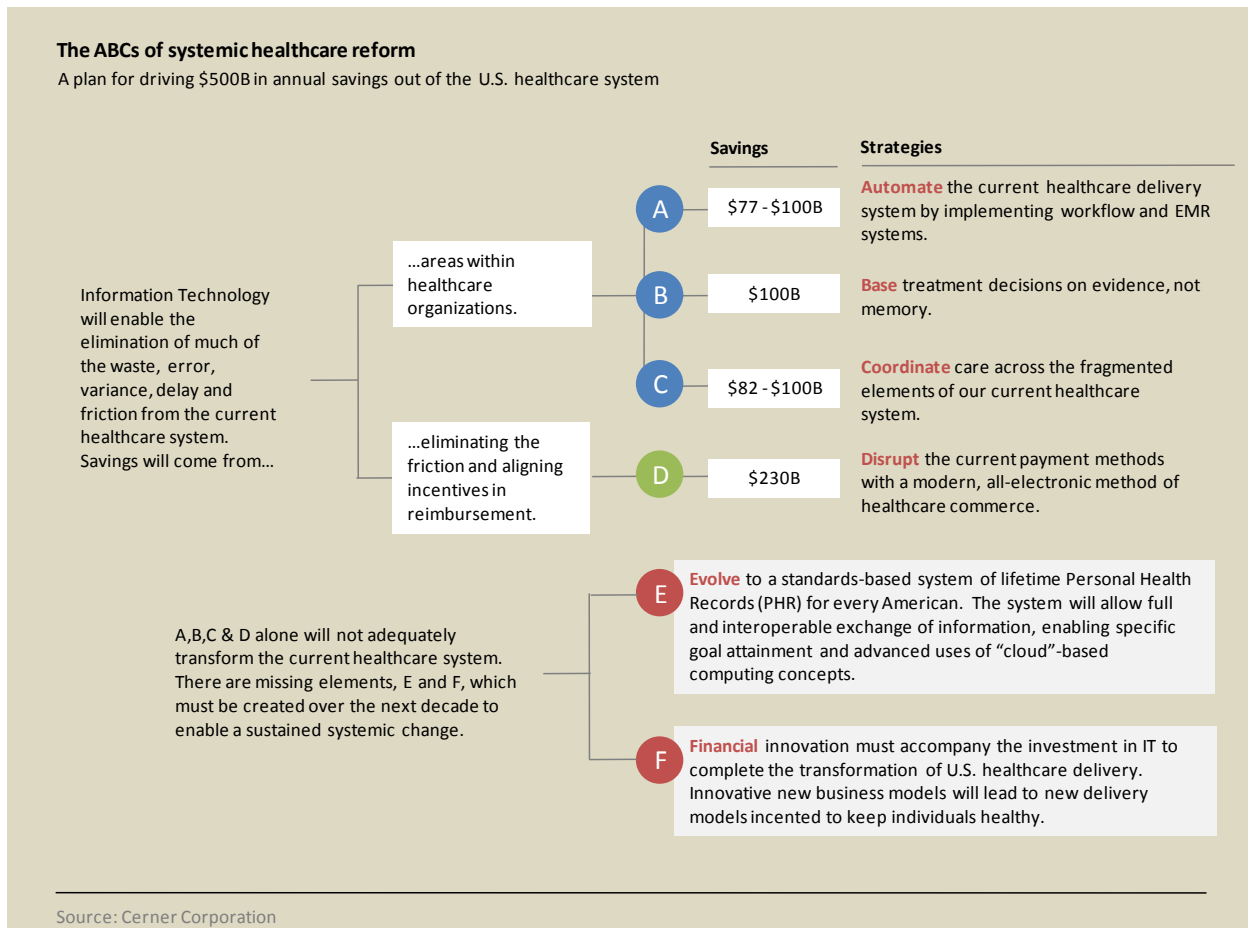 The ABCs of systemic healthcare reform
A plan for driving $500B in annual savings out of the U.S. healthcare system
Savings
Strategies
Information Technology
will enable the
elimination of much of
the waste, error,
variance, delay and
friction from the current
healthcare system.
Savings will come from…
…areas within
healthcare
organizations.
A
$77 - $100B
Automate the current healthcare delivery
system by implementing workflow and EMR
systems.
B
$100B
Base treatment decisions on evidence, not
memory.
C
$82 - $100B
Coordinate care across the fragmented
elements of our current healthcare
system.
…eliminating the
friction and aligning
incentives in
reimbursement.
D
$230B
Disrupt the current payment methods
with a modern, all-electronic method of
healthcare commerce.
A,B,C & D alone will not adequately
transform the current healthcare system.
There are missing elements, E and F, which
must be created over the next decade to
enable a sustained systemic change.
E
Evolve to a standards-based system of lifetime Personal Health
Records (PHR) for every American. The system will allow full
and interoperable exchange of information, enabling specific
goal attainment and advanced uses of “cloud”-based
computing concepts.
F
Financial innovation must accompany the investment in IT to
complete the transformation of U.S. healthcare delivery.
Innovative new business models will lead to new delivery
models incented to keep individuals healthy.
Source: Cerner Corporation